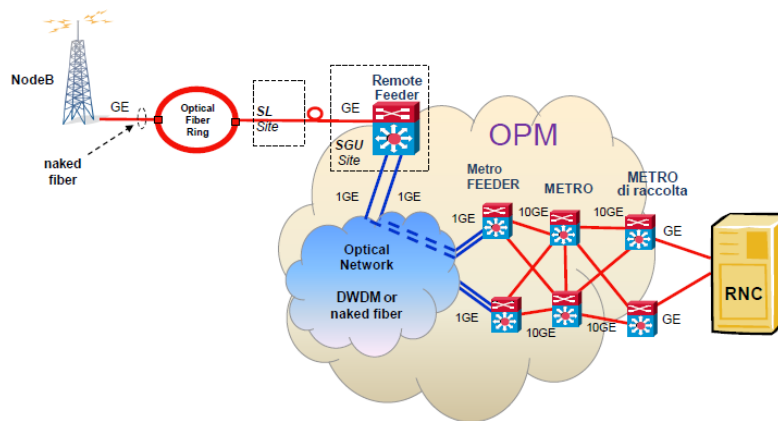 NodeB
GE
naked
fiber
Optical
Fiber
Ring
SL
Site
GE
SGU
Site
Remote
Feeder
OPM
1GE
1GE
Optical
Network
DWDM or
naked fiber
Metro
FEEDER
METRO
METRO
di raccolta
1GE
10GE
10GE
GE
1GE
10GE
10GE
GE
RNC